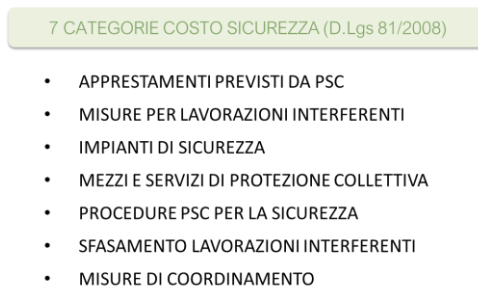 7 CATEGORIE COSTO SICUREZZA (D.Lgs 81/2008)
• APPRESTAMENTI PREVISTI DA PSC
• MISURE PER LAVORAZIONI INTERFERENTI
• IMPIANTI DI SICUREZZA
• MEZZI E SERVIZI DI PROTEZIONE COLLETTIVA
• PROCEDURE PSC PER LA SICUREZZA
• SFASAMENTO LAVORAZIONI INTERFERENTI
• MISURE DI COORDINAMENTO